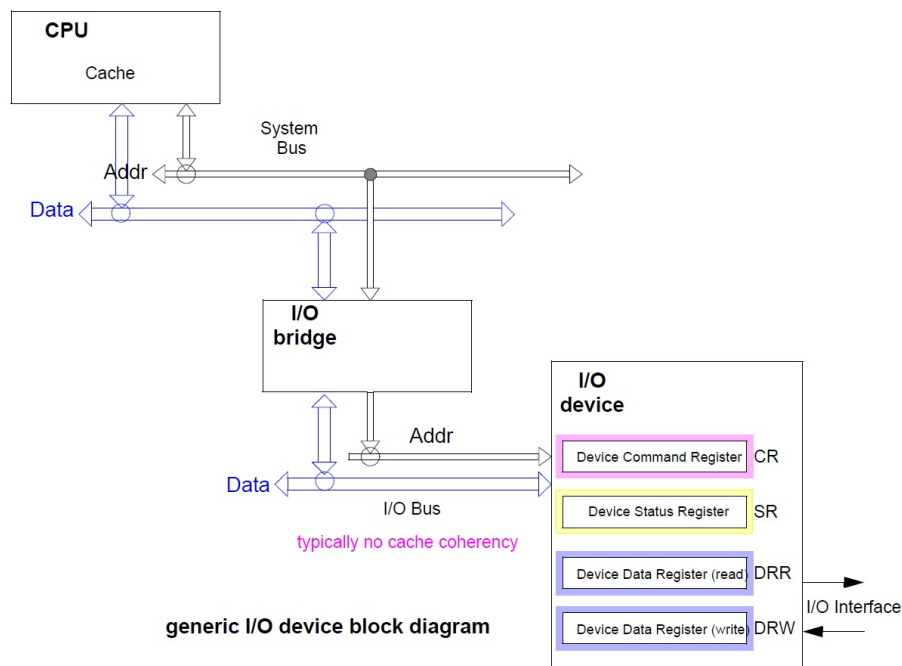 CPU
Cache
System
Bus
Addr
Data
I/O
bridge
I/O
device
Addr
Device Command Register CR
Data
I/O Bus
Device Status Register SR
typically no cache coherency
Device Data Register (read) DRR
I/O Interface
generic I/O device block diagram
Device Data Register (write) DRW